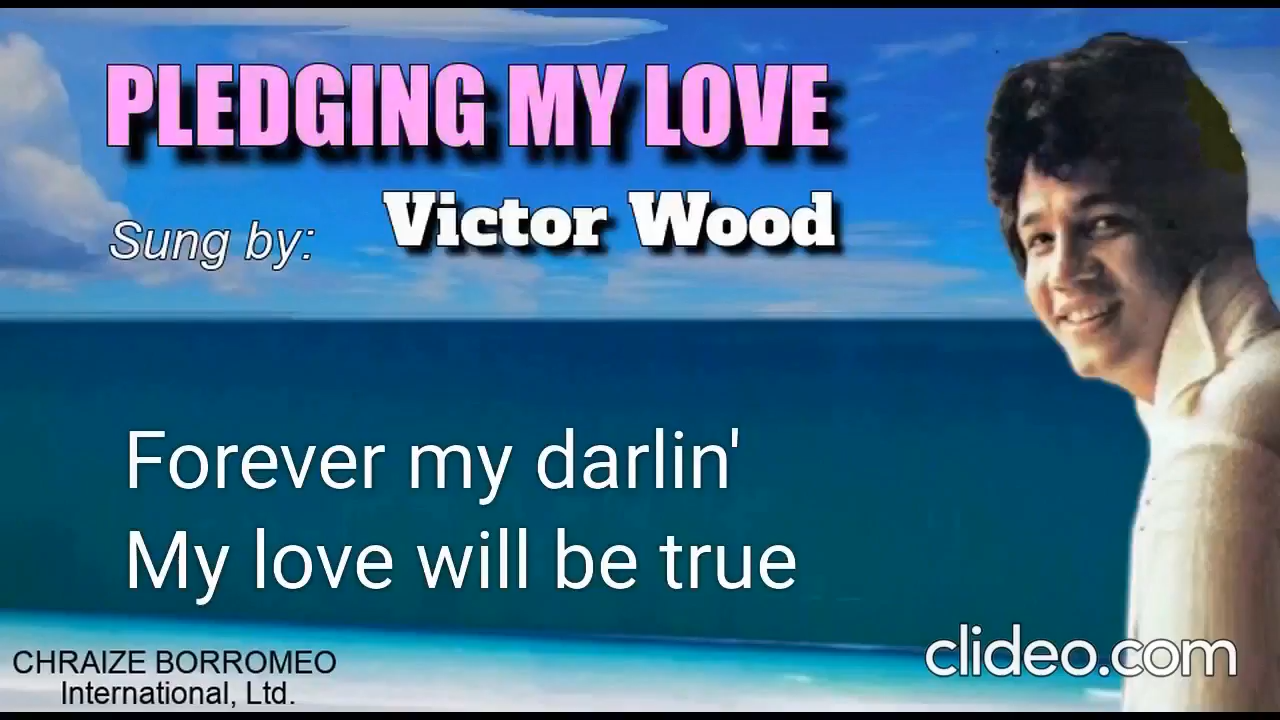 PLEDGING MY LOVE
Sung by: Victor Wood
Forever my darlin'
My love will be true
CHRAIZE BORROMEO
International, Ltd.
clideo.com